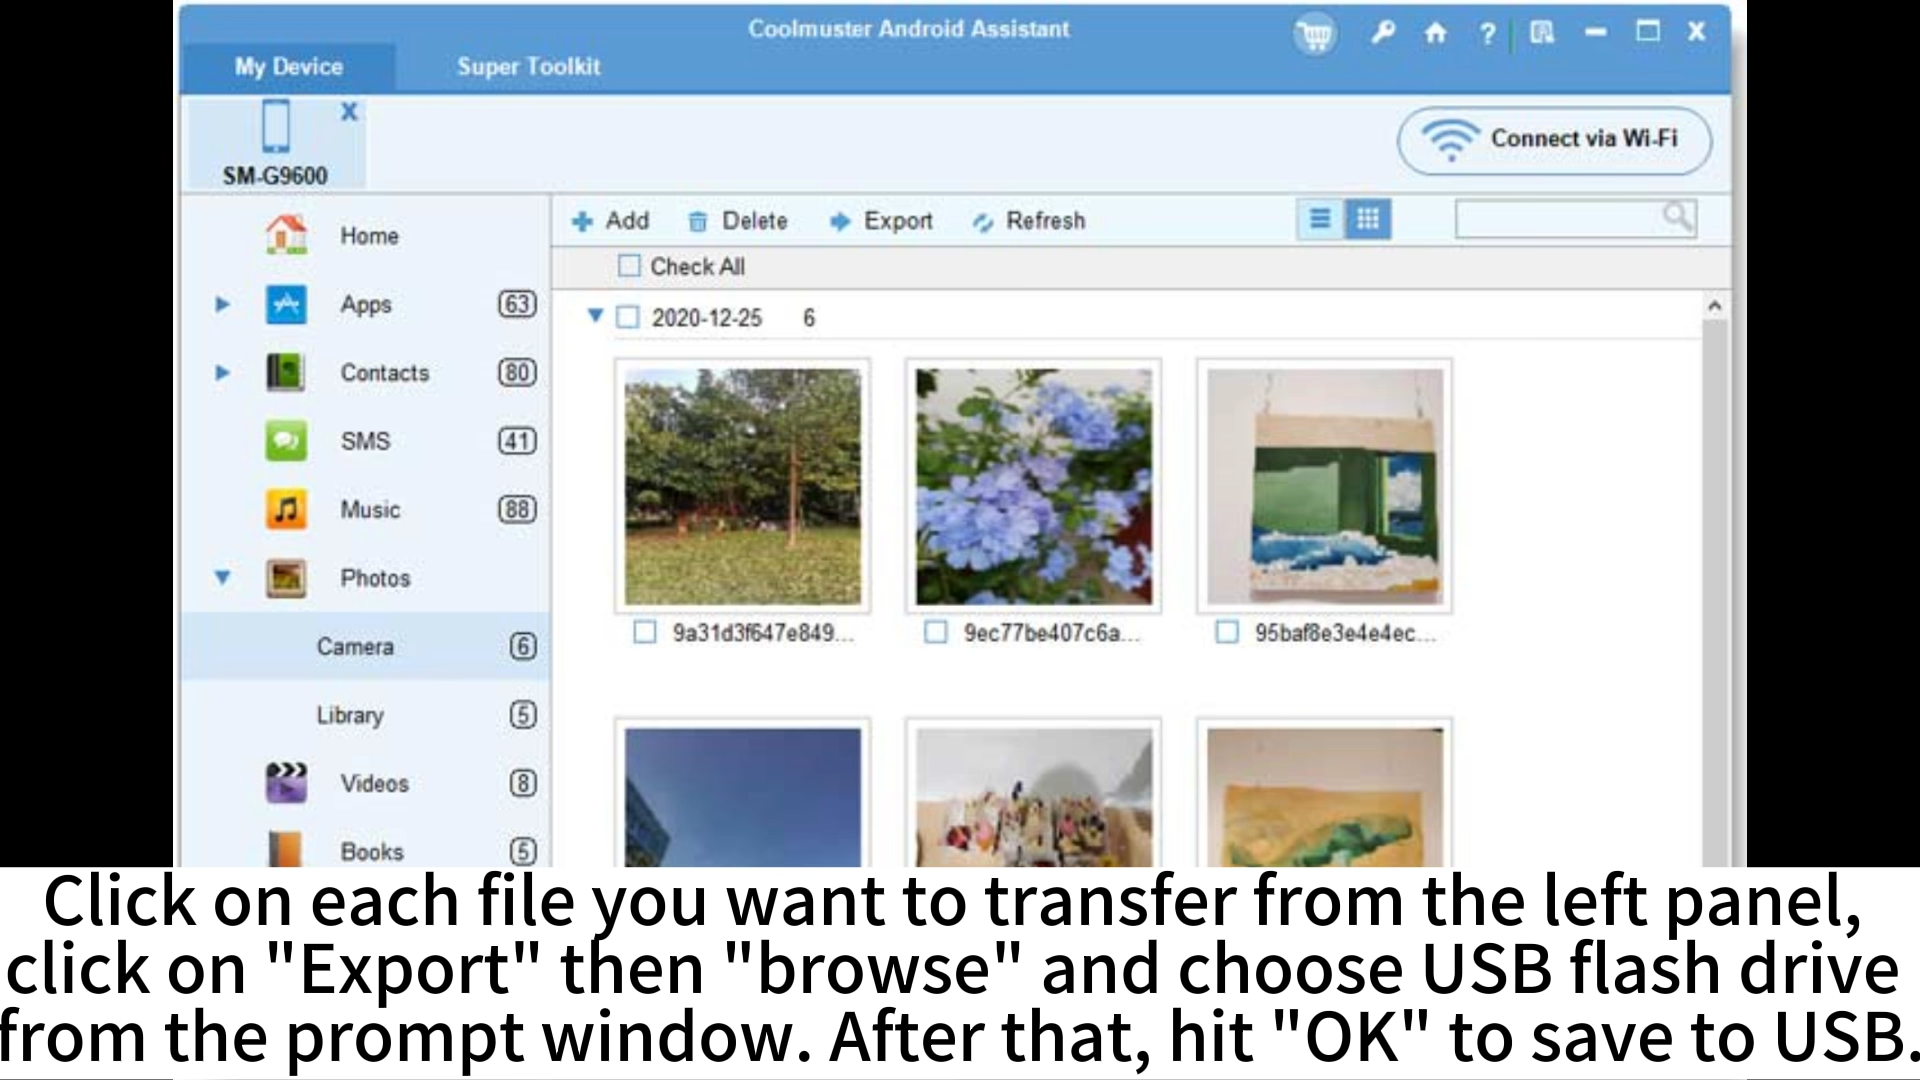 Coolmuster Android Assistant
My Device
Super Toolkit
SM-G9600
Connect via Wi-Fi
Add
Delete
Export
Refresh
Check All
2020-12-25 6
Home
Apps 63
Contacts 80
SMS 41
Music 88
Photos
Camera 6
Library 5
Videos 8
Books 5
9a31d3f647e849...
9ec77be407c6a...
95baf8e3e4e4ec...
Click on each file you want to transfer from the left panel,
click on "Export" then "browse" and choose USB flash drive
from the prompt window. After that, hit "OK" to save to USB.